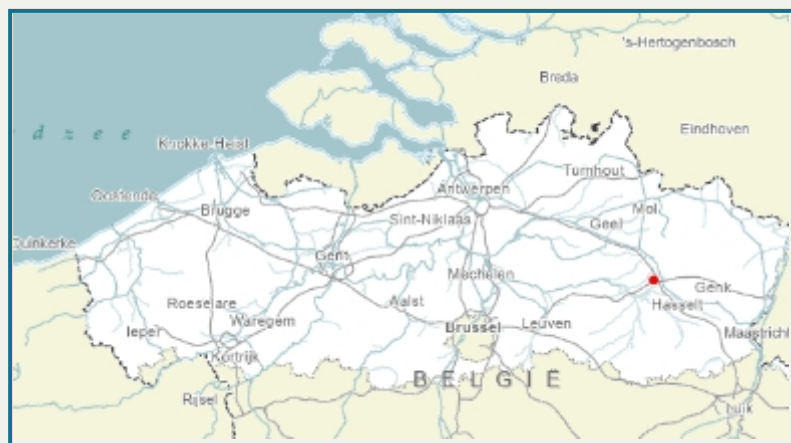 's-Hertogenbosch
Breda
d z e e
Eindhoven
Knokke-Heist
Turnhout
Oostende
Antwerpen
Mol
Brugge
Sint-Niklaas
Geel
Duinkerke
Gent
Mechelen
Genk
Roeselare
Aalst
Hasselt
Ieper
Waregem
Brussel
Leuven
Maastricht
Kortrijk
BELGIË
Rijsel
Luik